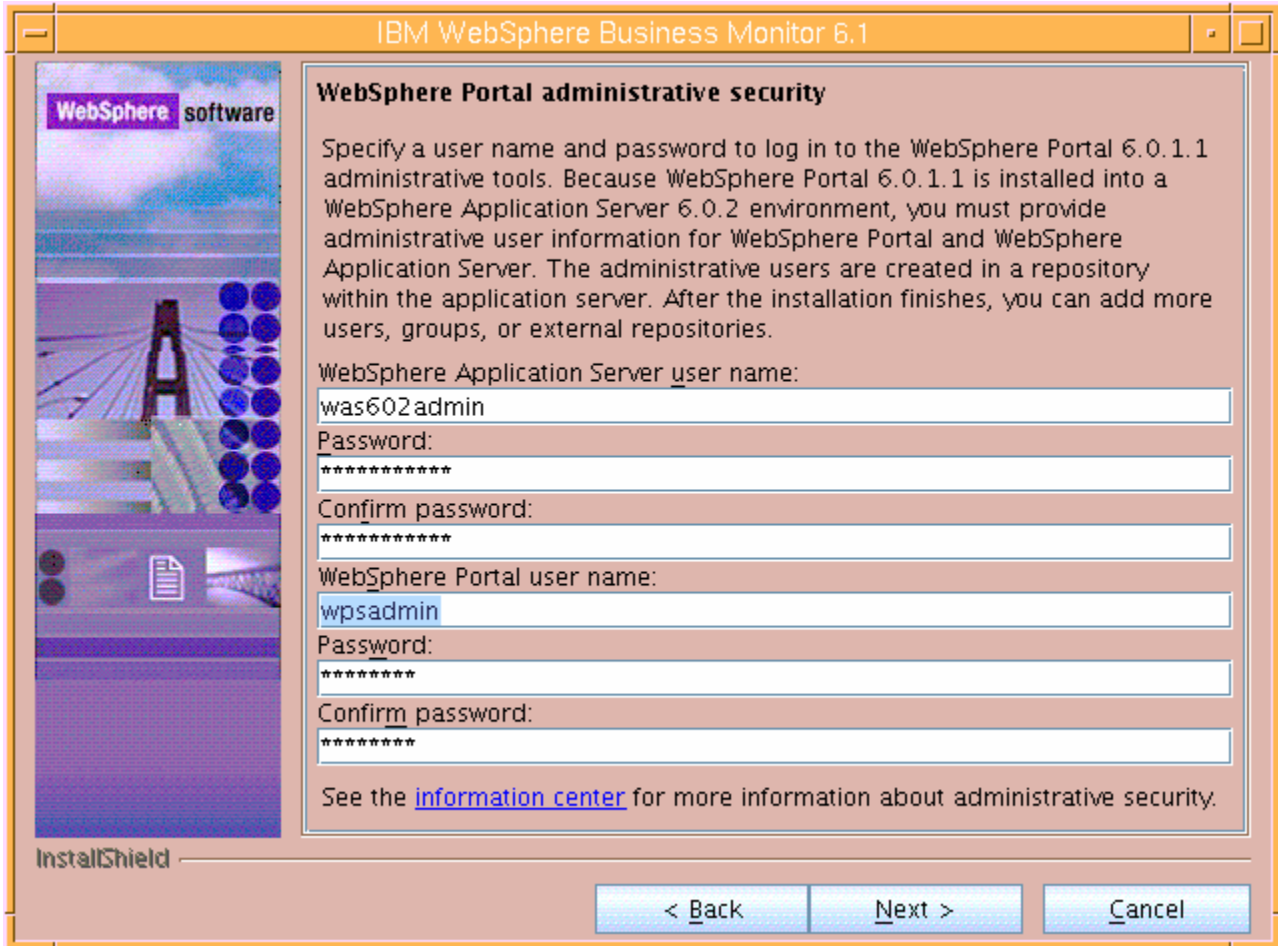 IBM WebSphere Business Monitor 6.1
WebSphere software
WebSphere Portal administrative security
Specify a user name and password to log in to the WebSphere Portal 6.0.1.1
administrative tools. Because WebSphere Portal 6.0.1.1 is installed into a
WebSphere Application Server 6.0.2 environment, you must provide
administrative user information for WebSphere Portal and WebSphere
Application Server. The administrative users are created in a repository
within the application server. After the installation finishes, you can add more
users, groups, or external repositories.
WebSphere Application Server user name:
was602admin
Password:
***********
Confirm password:
***********
WebSphere Portal user name:
wpsadmin
Password:
********
Confirm password:
********
See the information center for more information about administrative security.
InstallShield
< Back
Next >
Cancel